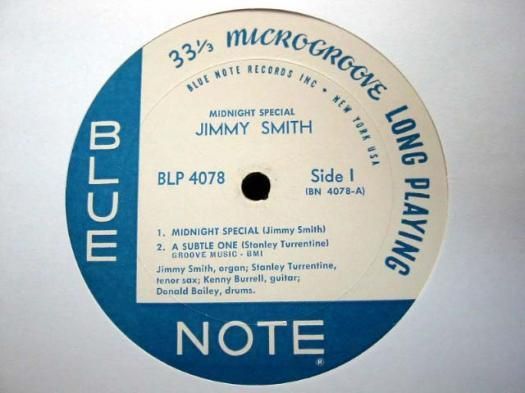 33⅓ MICROGROOVE LONG PLAYING
BLUE NOTE RECORDS INC • NEW YORK USA
MIDNIGHT SPECIAL
JIMMY SMITH
BLP 4078
Side 1
(BN 4078-A)
1. MIDNIGHT SPECIAL (Jimmy Smith)
2. A SUBTLE ONE (Stanley Turrentine)
GROOVE MUSIC - BMI
Jimmy Smith, organ; Stanley Turrentine,
tenor sax; Kenny Burrell, guitar;
Donald Bailey, drums.
BLUE
NOTE
®